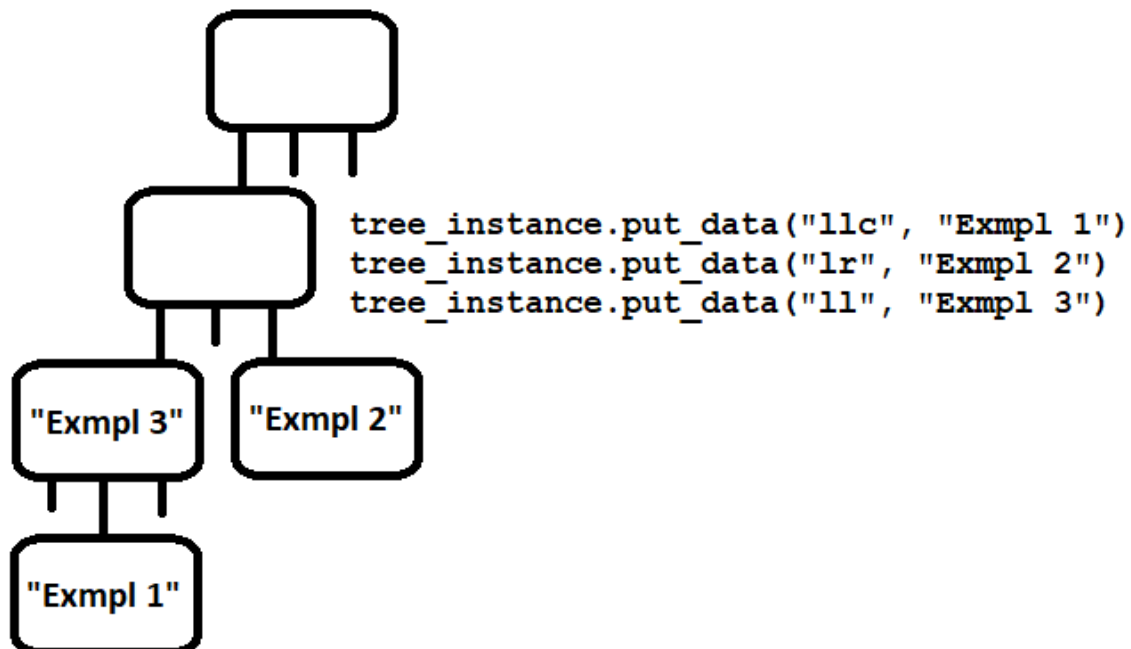 tree_instance.put_data("llc", "Exmpl 1")
tree_instance.put_data("lr", "Exmpl 2")
tree_instance.put_data("ll", "Exmpl 3")
"Exmpl 3"
"Exmpl 2"
"Exmpl 1"